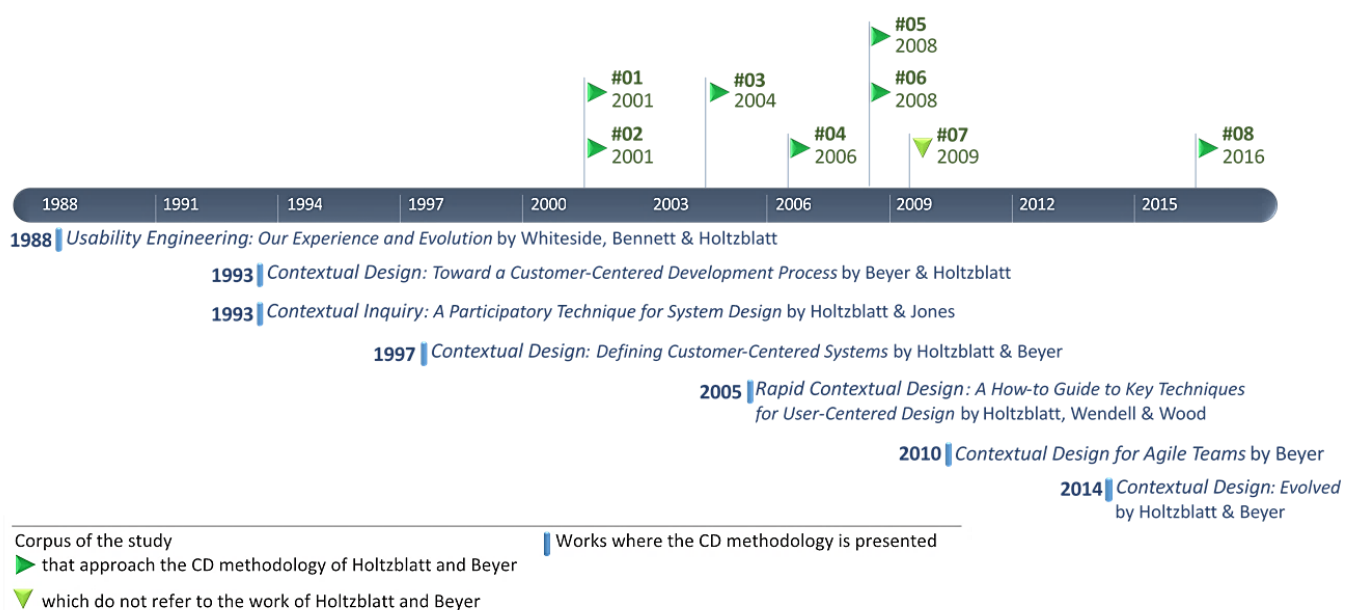 #05
2008
#01
2001
#03
2004
#06
2008
#02
2001
#04
2006
#07
2009
#08
2016
1988 1991 1994 1997 2000 2003 2006 2009 2012 2015
1988 Usability Engineering: Our Experience and Evolution by Whiteside, Bennett & Holtzblatt
1993 Contextual Design: Toward a Customer-Centered Development Process by Beyer & Holtzblatt
1993 Contextual Inquiry: A Participatory Technique for System Design by Holtzblatt & Jones
1997 Contextual Design: Defining Customer-Centered Systems by Holtzblatt & Beyer
2005 Rapid Contextual Design: A How-to Guide to Key Techniques
for User-Centered Design by Holtzblatt, Wendell & Wood
2010 Contextual Design for Agile Teams by Beyer
2014 Contextual Design: Evolved
by Holtzblatt & Beyer
Corpus of the study
that approach the CD methodology of Holtzblatt and Beyer
which do not refer to the work of Holtzblatt and Beyer
Works where the CD methodology is presented